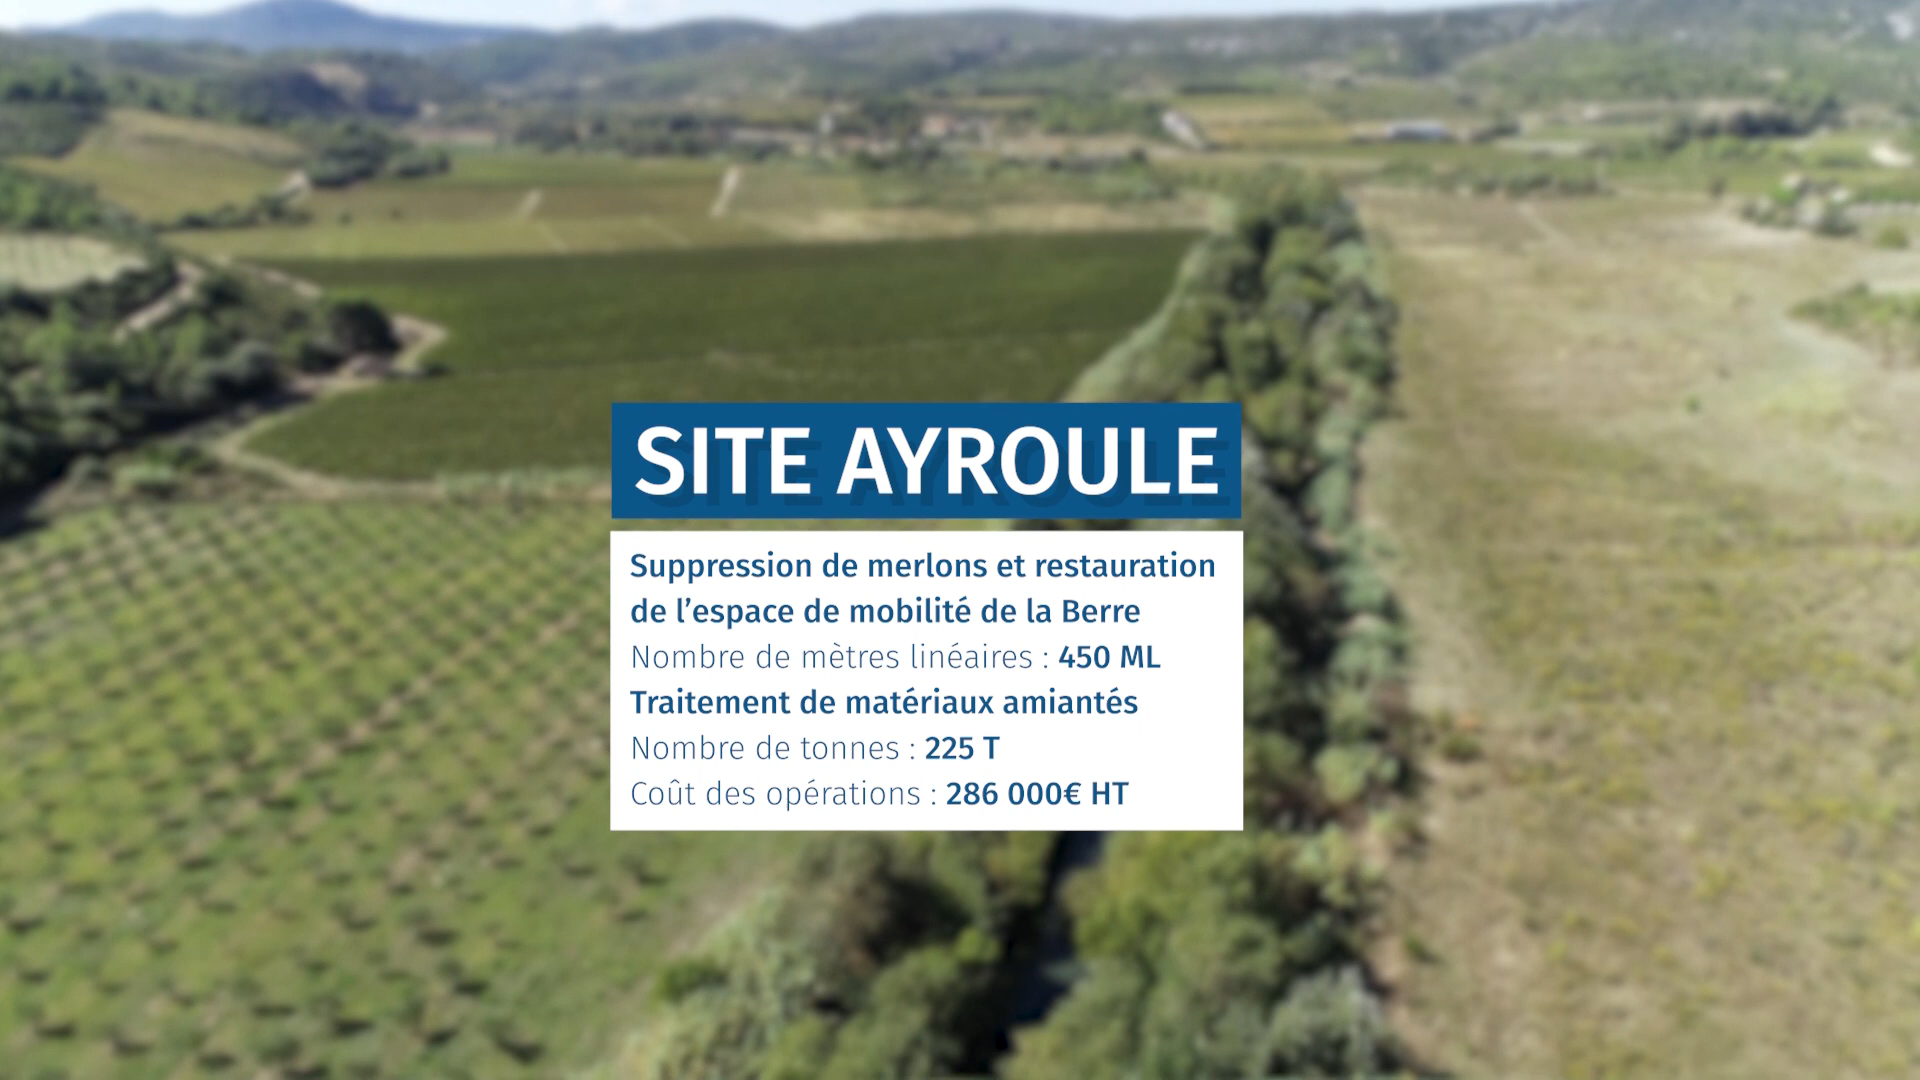 SITE AYROULE
Suppression de merlons et restauration
de l’espace de mobilité de la Berre
Nombre de mètres linéaires : 450 ML
Traitement de matériaux amiantés
Nombre de tonnes : 225 T
Coût des opérations : 286 000€ HT